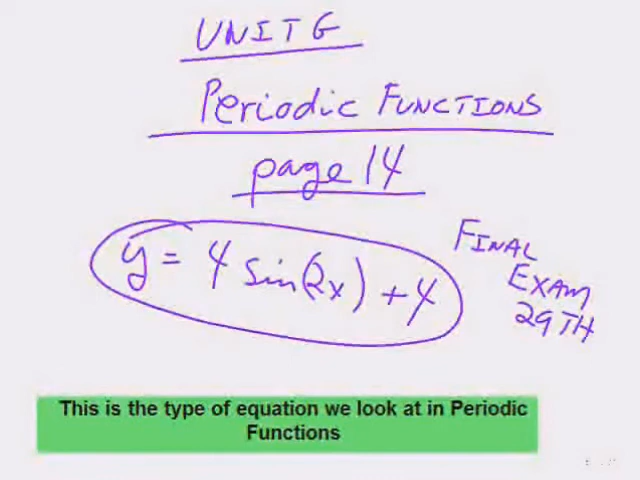 UNIT G
Periodic FUNCTIONS
page 14
y = 4 sin(2x) + 4
FINAL
EXAM
29TH
This is the type of equation we look at in Periodic
Functions